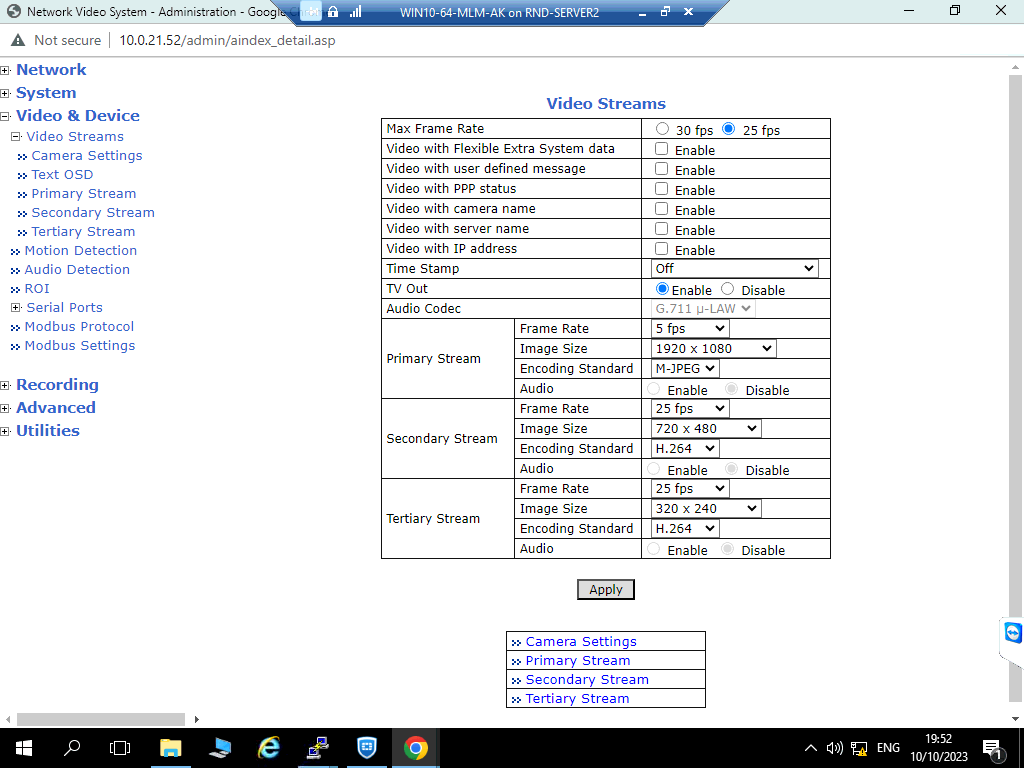 Network Video System - Administration - Google
WIN10-64-MLM-AK on RND-SERVER2
Not secure | 10.0.21.52/admin/aindex_detail.asp
Network
System
Video & Device
Video Streams
Camera Settings
Text OSD
Primary Stream
Secondary Stream
Tertiary Stream
Motion Detection
Audio Detection
ROI
Serial Ports
Modbus Protocol
Modbus Settings
Recording
Advanced
Utilities
Video Streams
Max Frame Rate 30 fps 25 fps
Video with Flexible Extra System data Enable
Video with user defined message Enable
Video with PPP status Enable
Video with camera name Enable
Video with server name Enable
Video with IP address Enable
Time Stamp Off
TV Out Enable Disable
Audio Codec G.711 μ-LAW
Primary Stream
Frame Rate 5 fps
Image Size 1920 x 1080
Encoding Standard M-JPEG
Audio Enable Disable
Secondary Stream
Frame Rate 25 fps
Image Size 720 x 480
Encoding Standard H.264
Audio Enable Disable
Tertiary Stream
Frame Rate 25 fps
Image Size 320 x 240
Encoding Standard H.264
Audio Enable Disable
Apply
Camera Settings
Primary Stream
Secondary Stream
Tertiary Stream
ENG
19:52
10/10/2023
1